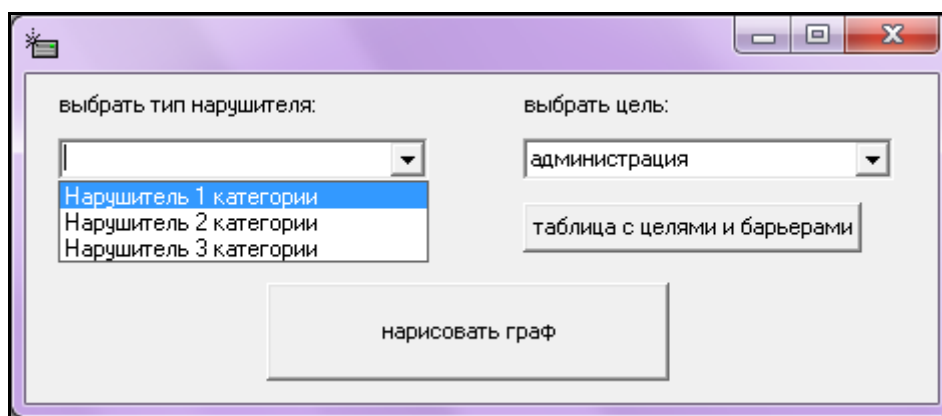 выбрать тип нарушителя:
выбрать цель:
администрация
Нарушитель 1 категории
Нарушитель 2 категории
Нарушитель 3 категории
таблица с целями и барьерами
нарисовать граф